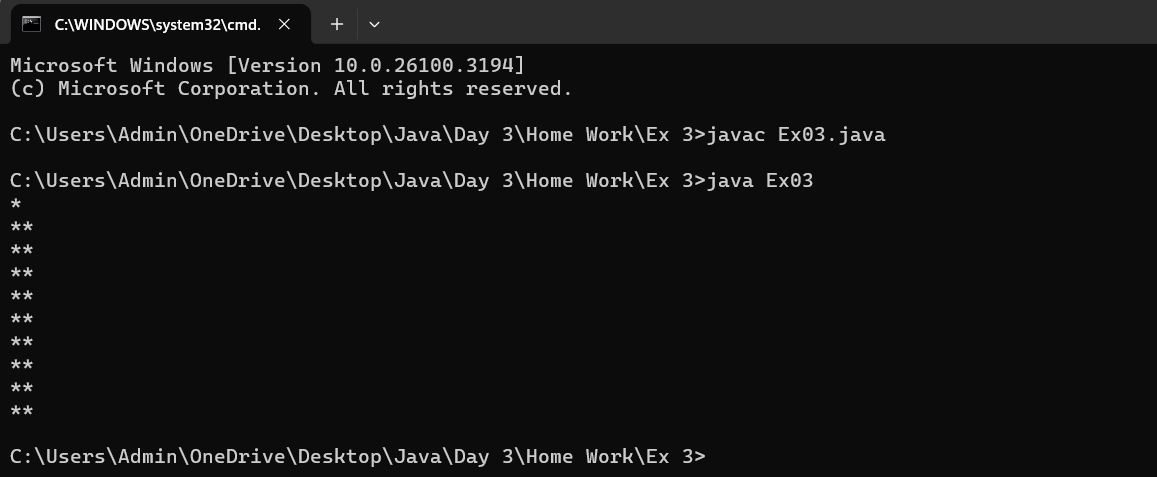 C:\WINDOWS\system32\cmd.
Microsoft Windows [Version 10.0.26100.3194]
(c) Microsoft Corporation. All rights reserved.
C:\Users\Admin\OneDrive\Desktop\Java\Day 3\Home Work\Ex 3>javac Ex03.java
C:\Users\Admin\OneDrive\Desktop\Java\Day 3\Home Work\Ex 3>java Ex03
*
**
**
**
**
**
**
**
**
**
C:\Users\Admin\OneDrive\Desktop\Java\Day 3\Home Work\Ex 3>